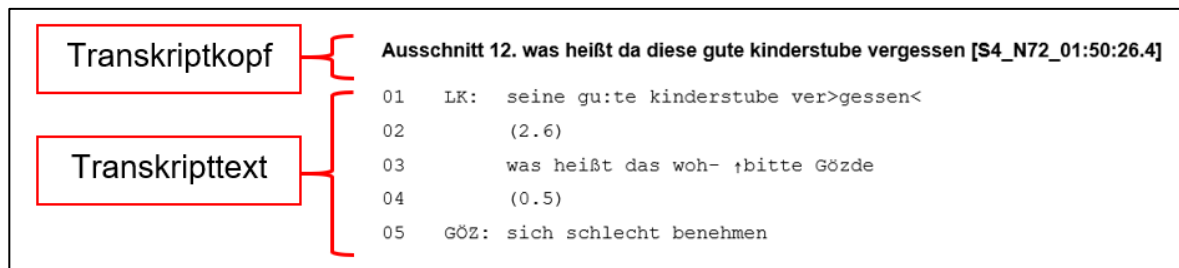 Transkriptkopf
Ausschnitt 12. was heißt da diese gute kinderstube vergessen [S4_N72_01:50:26.4]
Transkripttext
01 LK: seine gu:te kinderstube ver>gessen<
02 (2.6)
03 was heißt das woh- ↑bitte Gözde
04 (0.5)
05 GÖZ: sich schlecht benehmen